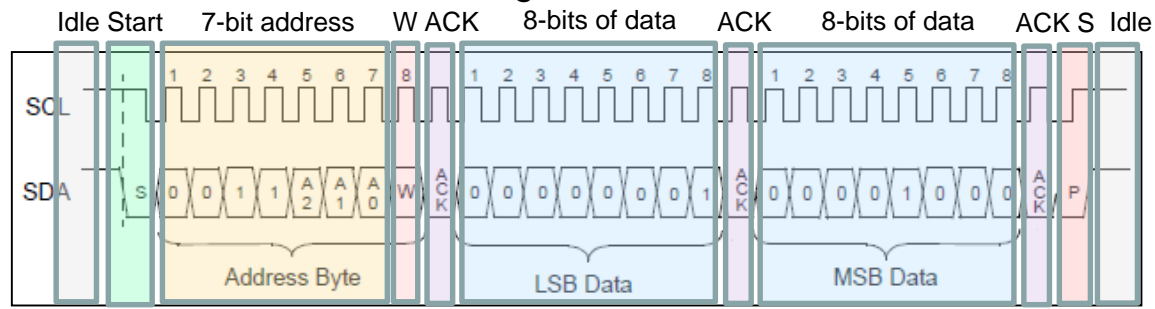 Idle Start 7-bit address W ACK 8-bits of data ACK 8-bits of data ACK S Idle
1 2 3 4 5 6 7 8 1 2 3 4 5 6 7 8 1 2 3 4 5 6 7 8
SCL
SDA S 0 0 1 1 A2 A1 A0 W ACK 0 0 0 0 0 0 0 1 ACK 0 0 0 0 1 0 0 0 ACK P
Address Byte LSB Data MSB Data